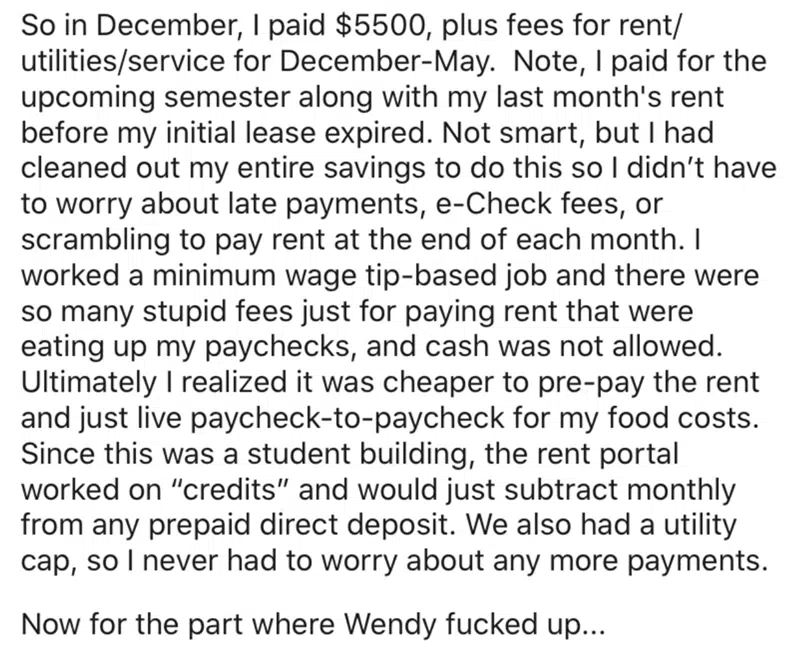 So in December, I paid $5500, plus fees for rent/
utilities/service for December-May.  Note, I paid for the
upcoming semester along with my last month's rent
before my initial lease expired. Not smart, but I had
cleaned out my entire savings to do this so I didn’t have
to worry about late payments, e-Check fees, or
scrambling to pay rent at the end of each month. I
worked a minimum wage tip-based job and there were
so many stupid fees just for paying rent that were
eating up my paychecks, and cash was not allowed.
Ultimately I realized it was cheaper to pre-pay the rent
and just live paycheck-to-paycheck for my food costs.
Since this was a student building, the rent portal
worked on “credits” and would just subtract monthly
from any prepaid direct deposit. We also had a utility
cap, so I never had to worry about any more payments.
Now for the part where Wendy fucked up...